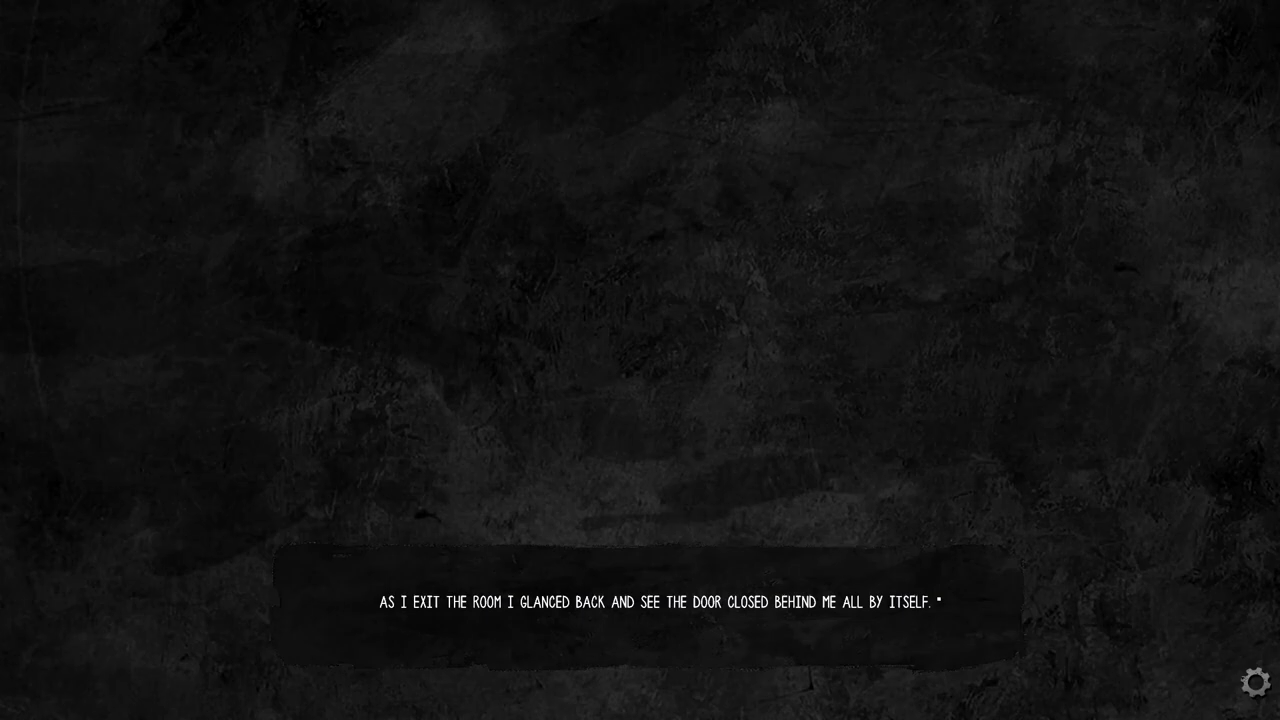 AS I EXIT THE ROOM I GLANCED BACK AND SEE THE DOOR CLOSED BEHIND ME ALL BY ITSELF.